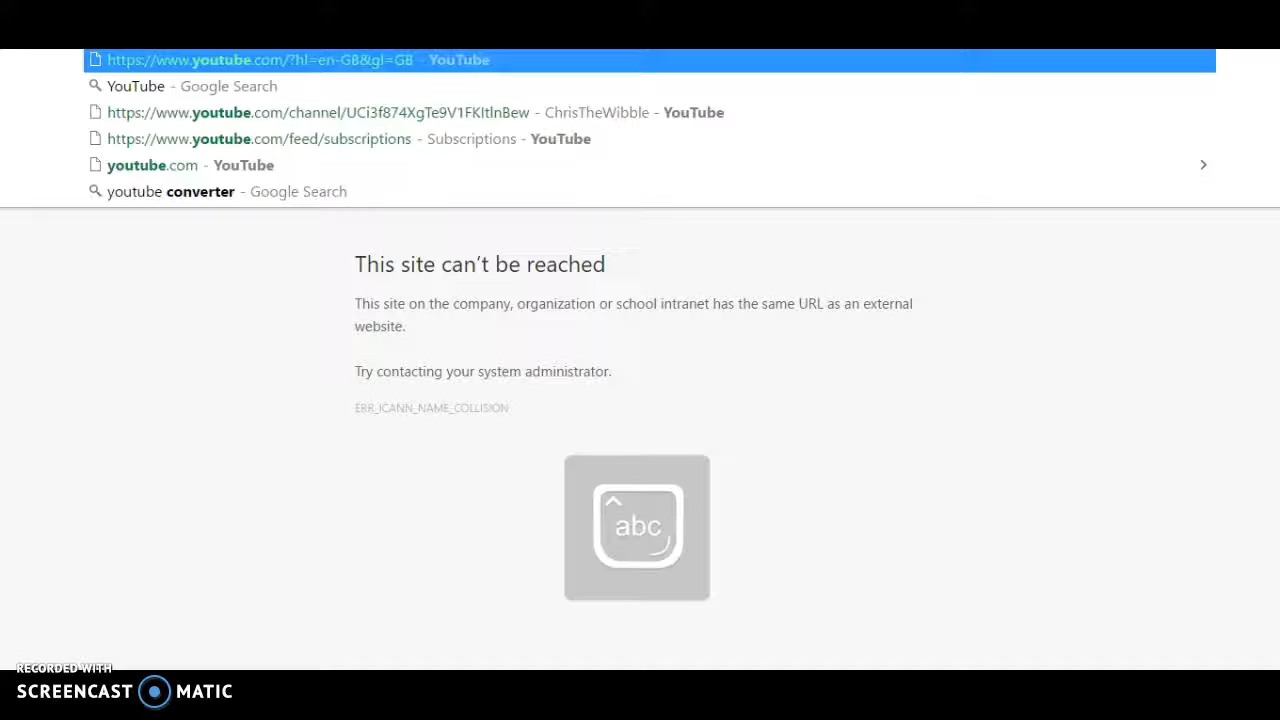 https://www.youtube.com/?hl=en-GB&gl=GB - YouTube
YouTube - Google Search
https://www.youtube.com/channel/UCi3f874XgTe9V1FKItlnBew - ChrisTheWibble - YouTube
https://www.youtube.com/feed/subscriptions - Subscriptions - YouTube
youtube.com - YouTube
youtube converter - Google Search
This site can't be reached
This site on the company, organization or school intranet has the same URL as an external
website.
Try contacting your system administrator.
ERR_ICANN_NAME_COLLISION
abc
RECORDED WITH
SCREENCAST MATIC